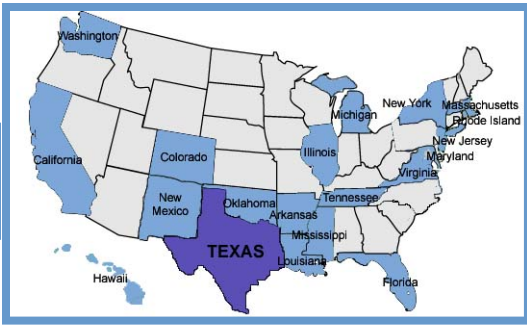 Washington
New York
Massachusetts
Michigan
Rhode Island
New Jersey
Illinois
Maryland
California
Colorado
Virginia
New
Mexico
Oklahoma
Tennessee
Arkansas
Mississippi
TEXAS
Louisiana
Hawaii
Florida